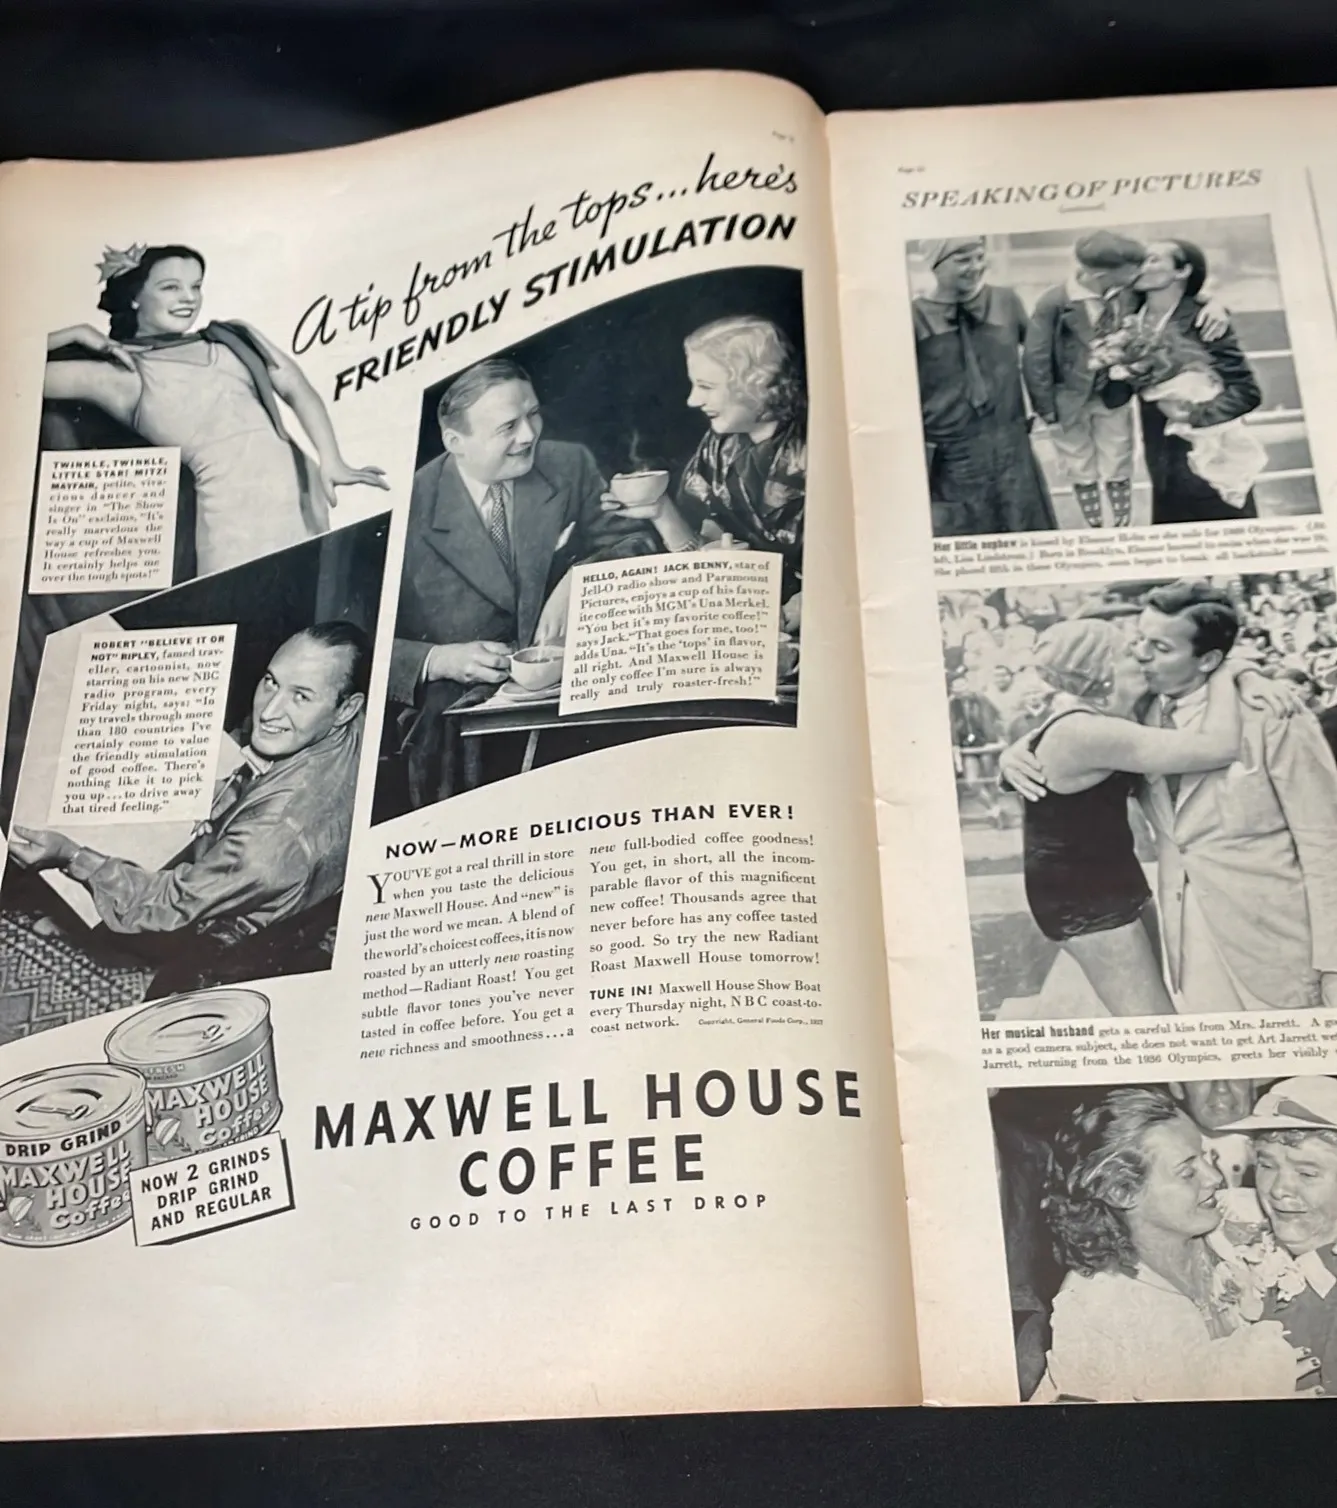 A tip from the tops...here's
FRIENDLY STIMULATION
TWINKLE, TWINKLE,
LITTLE STAR! MITZI
MAYFAIR, petite, viva-
cious dancer and
singer in "The Show
Is On" exclaims, "It's
really marvelous the
way a cup of Maxwell
House refreshes you.
It certainly helps me
over the tough spots!"
HELLO, AGAIN! JACK BENNY, star of
Jell-O radio show and Paramount
Pictures, enjoys a cup of his favor-
ite coffee with MGM's Una Merkel.
"You bet it's my favorite coffee!"
says Jack. "That goes for me, too!"
adds Una. "It's the 'tops' in flavor,
all right. And Maxwell House is
the only coffee I'm sure is always
really and truly roaster-fresh!"
ROBERT "BELIEVE IT OR
NOT" RIPLEY, famed trav-
eller, cartoonist, now
starring on his new NBC
radio program, every
Friday night, says: "In
my travels through more
than 180 countries I've
certainly come to value
the friendly stimulation
of good coffee. There's
nothing like it to pick
you up...to drive away
that tired feeling."
NOW—MORE DELICIOUS THAN EVER!
YOU'VE got a real thrill in store
when you taste the delicious
new Maxwell House. And "new" is
just the word we mean. A blend of
the world's choicest coffees, it is now
roasted by an utterly new roasting
method—Radiant Roast! You get
subtle flavor tones you've never
tasted in coffee before. You get a
new richness and smoothness...a
new full-bodied coffee goodness!
You get, in short, all the incom-
parable flavor of this magnificent
new coffee! Thousands agree that
never before has any coffee tasted
so good. So try the new Radiant
Roast Maxwell House tomorrow!
TUNE IN! Maxwell House Show Boat
every Thursday night, NBC coast-to-
coast network. Copyright, General Foods Corp., 1937
MAXWELL
HOUSE
Coffee
DRIP GRIND
MAXWELL
HOUSE
Coffee
NOW 2 GRINDS
DRIP GRIND
AND REGULAR
MAXWELL HOUSE
COFFEE
GOOD TO THE LAST DROP
SPEAKING OF PICTURES
Her little nephew is kissed by Eleanor Holm as she sails for 1936 Olympics.
Her musical husband gets a careful kiss from Mrs. Jarrett. A
as a good camera subject, she does not want to get Art Jarrett
Jarrett, returning from the 1936 Olympics, greets her visibly